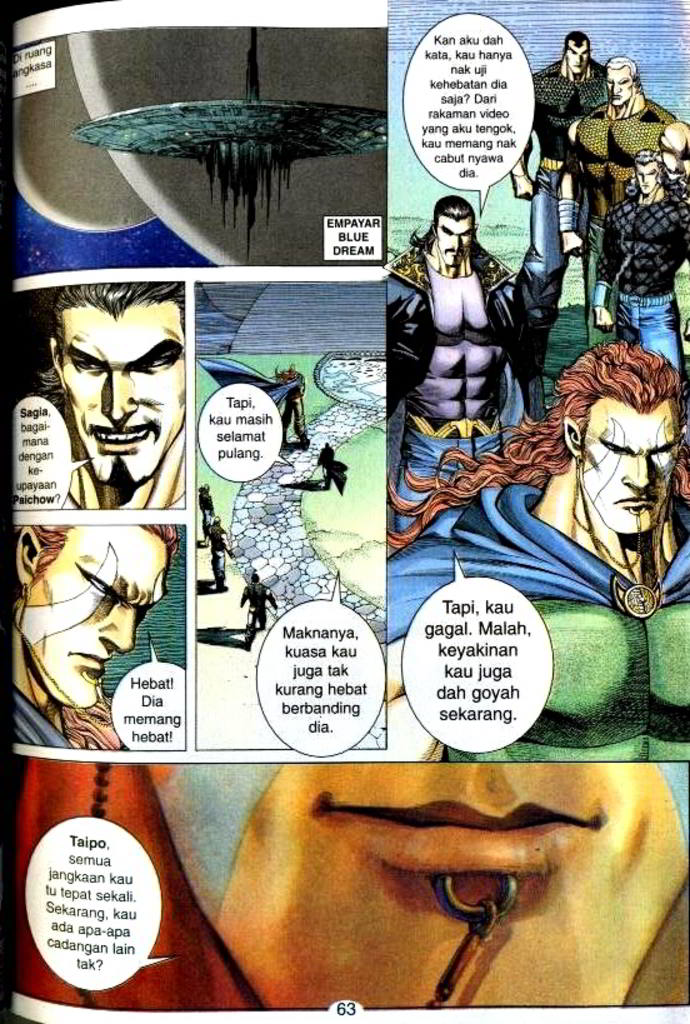 Di ruang
angkasa
....
EMPAYAR
BLUE
DREAM
Sagia,
bagai-
mana
dengan
ke-
upayaan
Paichow?
Hebat!
Dia
memang
hebat!
Tapi,
kau masih
selamat
pulang.
Maknanya,
kuasa kau
juga tak
kurang hebat
berbanding
dia.
Kan aku dah
kata, kau hanya
nak uji
kehebatan dia
saja? Dari
rakaman video
yang aku tengok,
kau memang nak
cabut nyawa
dia.
Tapi, kau
gagal. Malah,
keyakinan
kau juga
dah goyah
sekarang.
Taipo,
semua
jangkaan kau
tu tepat sekali.
Sekarang, kau
ada apa-apa
cadangan lain
tak?
63